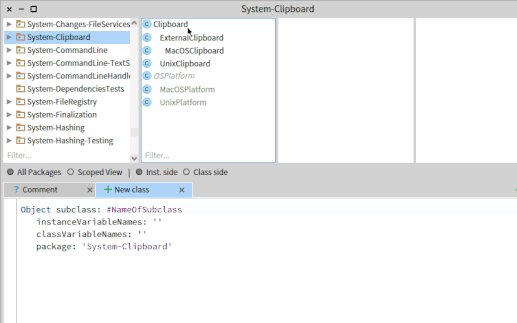 System-Clipboard
System-Changes-FileServices
System-Clipboard
System-CommandLine
System-CommandLine-TextS
System-CommandLineHandle
System-DependenciesTests
System-FileRegistry
System-Finalization
System-Hashing
System-Hashing-Testing
Filter...
Clipboard
ExternalClipboard
MacOSClipboard
UnixClipboard
OSPlatform
MacOSPlatform
UnixPlatform
Filter...
All Packages Scoped View | Inst. side Class side
? Comment × New class ×
Object subclass: #NameOfSubclass
instanceVariableNames: ''
classVariableNames: ''
package: 'System-Clipboard'